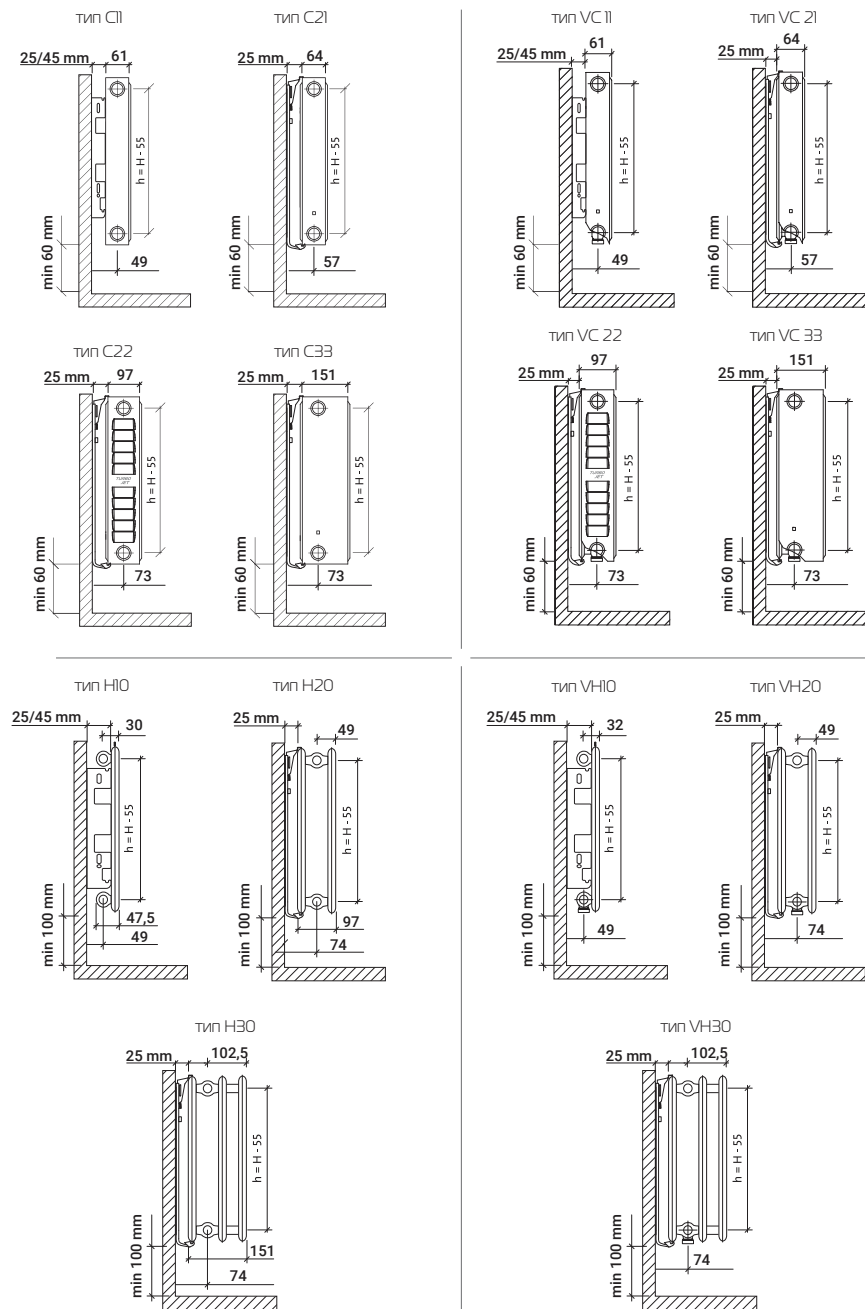 тип C11
25/45 mm
61
h = H - 55
min 60 mm
49
тип C21
25 mm
64
h = H - 55
min 60 mm
57
тип VC 11
25/45 mm
61
h = H - 55
min 60 mm
49
тип VC 21
25 mm
64
h = H - 55
min 60 mm
57
тип C22
25 mm
97
TURBO
JET
h = H - 55
min 60 mm
73
тип C33
25 mm
151
h = H - 55
min 60 mm
73
тип VC 22
25 mm
97
TURBO
JET
h = H - 55
min 60 mm
73
тип VC 33
25 mm
151
h = H - 55
min 60 mm
73
тип H10
25/45 mm
30
h = H - 55
min 100 mm
47,5
49
тип H20
25 mm
49
h = H - 55
min 100 mm
97
74
тип VH10
25/45 mm
32
h = H - 55
min 100 mm
49
тип VH20
25 mm
49
h = H - 55
min 100 mm
74
тип H30
25 mm
102,5
h = H - 55
min 100 mm
151
74
тип VH30
25 mm
102,5
h = H - 55
min 100 mm
74